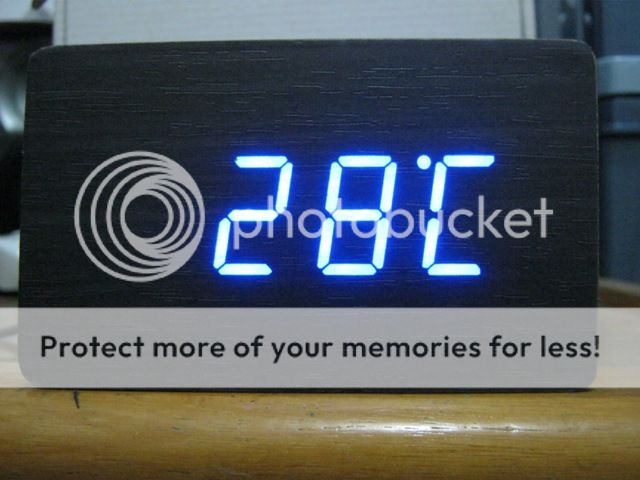 28°C
photobucket
Protect more of your memories for less!